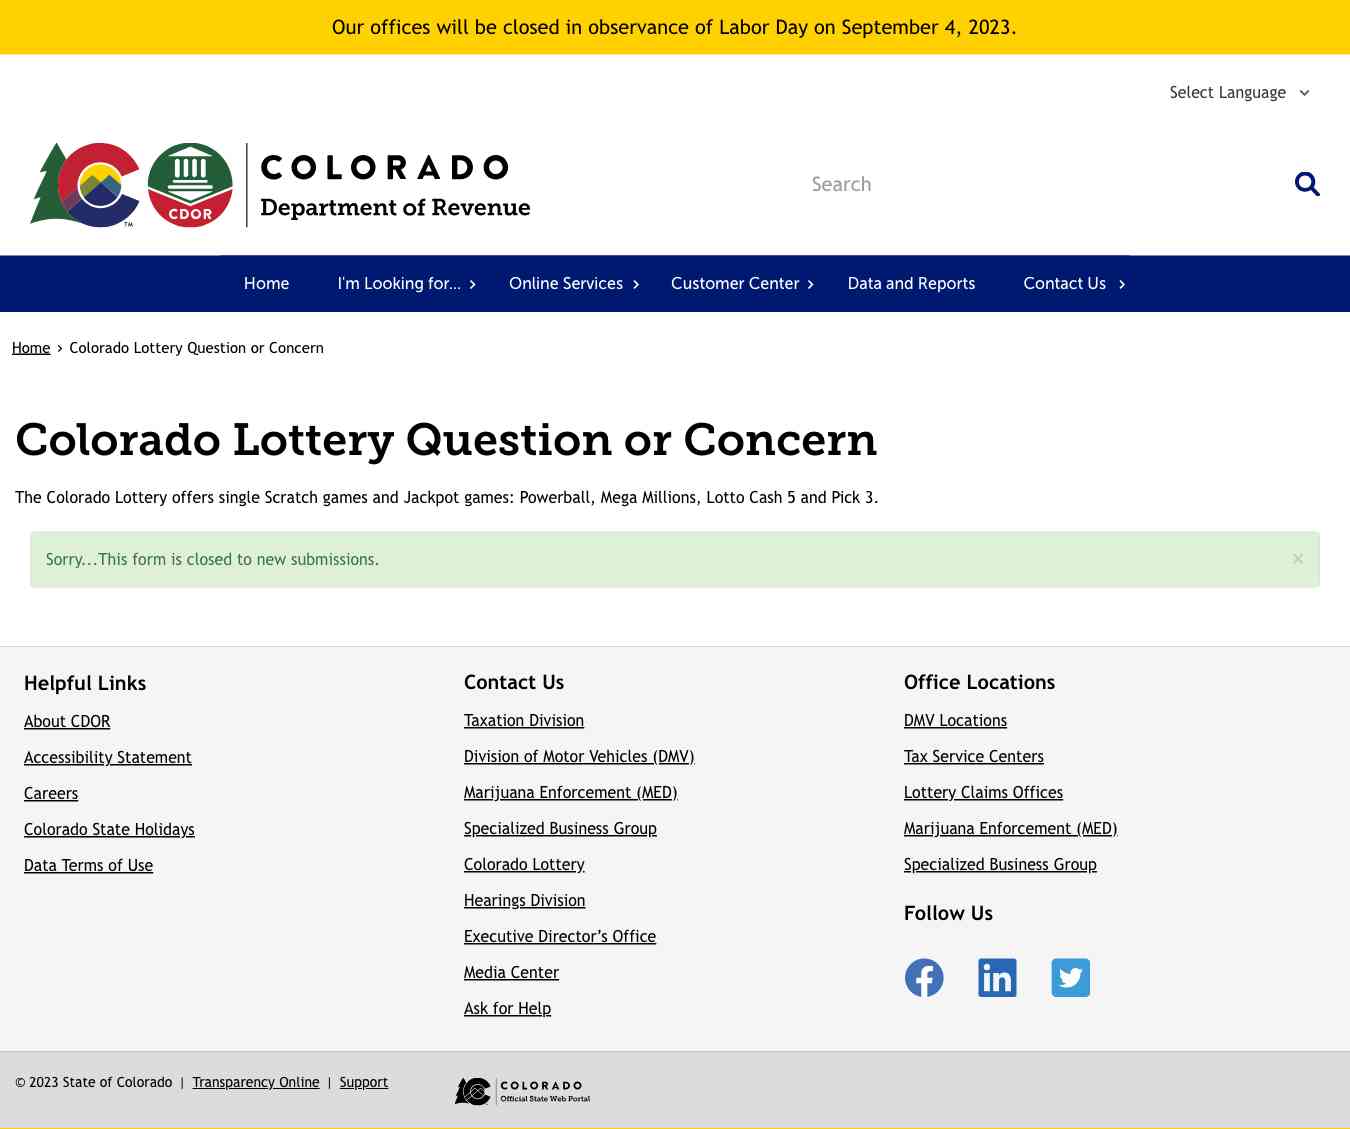 Our offices will be closed in observance of Labor Day on September 4, 2023.
Select Language
CDOR
TM
COLORADO
Department of Revenue
Search
Home
I'm Looking for...
Online Services
Customer Center
Data and Reports
Contact Us
Home › Colorado Lottery Question or Concern
Colorado Lottery Question or Concern
The Colorado Lottery offers single Scratch games and Jackpot games: Powerball, Mega Millions, Lotto Cash 5 and Pick 3.
Sorry...This form is closed to new submissions. ×
Helpful Links
About CDOR
Accessibility Statement
Careers
Colorado State Holidays
Data Terms of Use
Contact Us
Taxation Division
Division of Motor Vehicles (DMV)
Marijuana Enforcement (MED)
Specialized Business Group
Colorado Lottery
Hearings Division
Executive Director’s Office
Media Center
Ask for Help
Office Locations
DMV Locations
Tax Service Centers
Lottery Claims Offices
Marijuana Enforcement (MED)
Specialized Business Group
Follow Us
© 2023 State of Colorado | Transparency Online | Support
COLORADO
Official State Web Portal